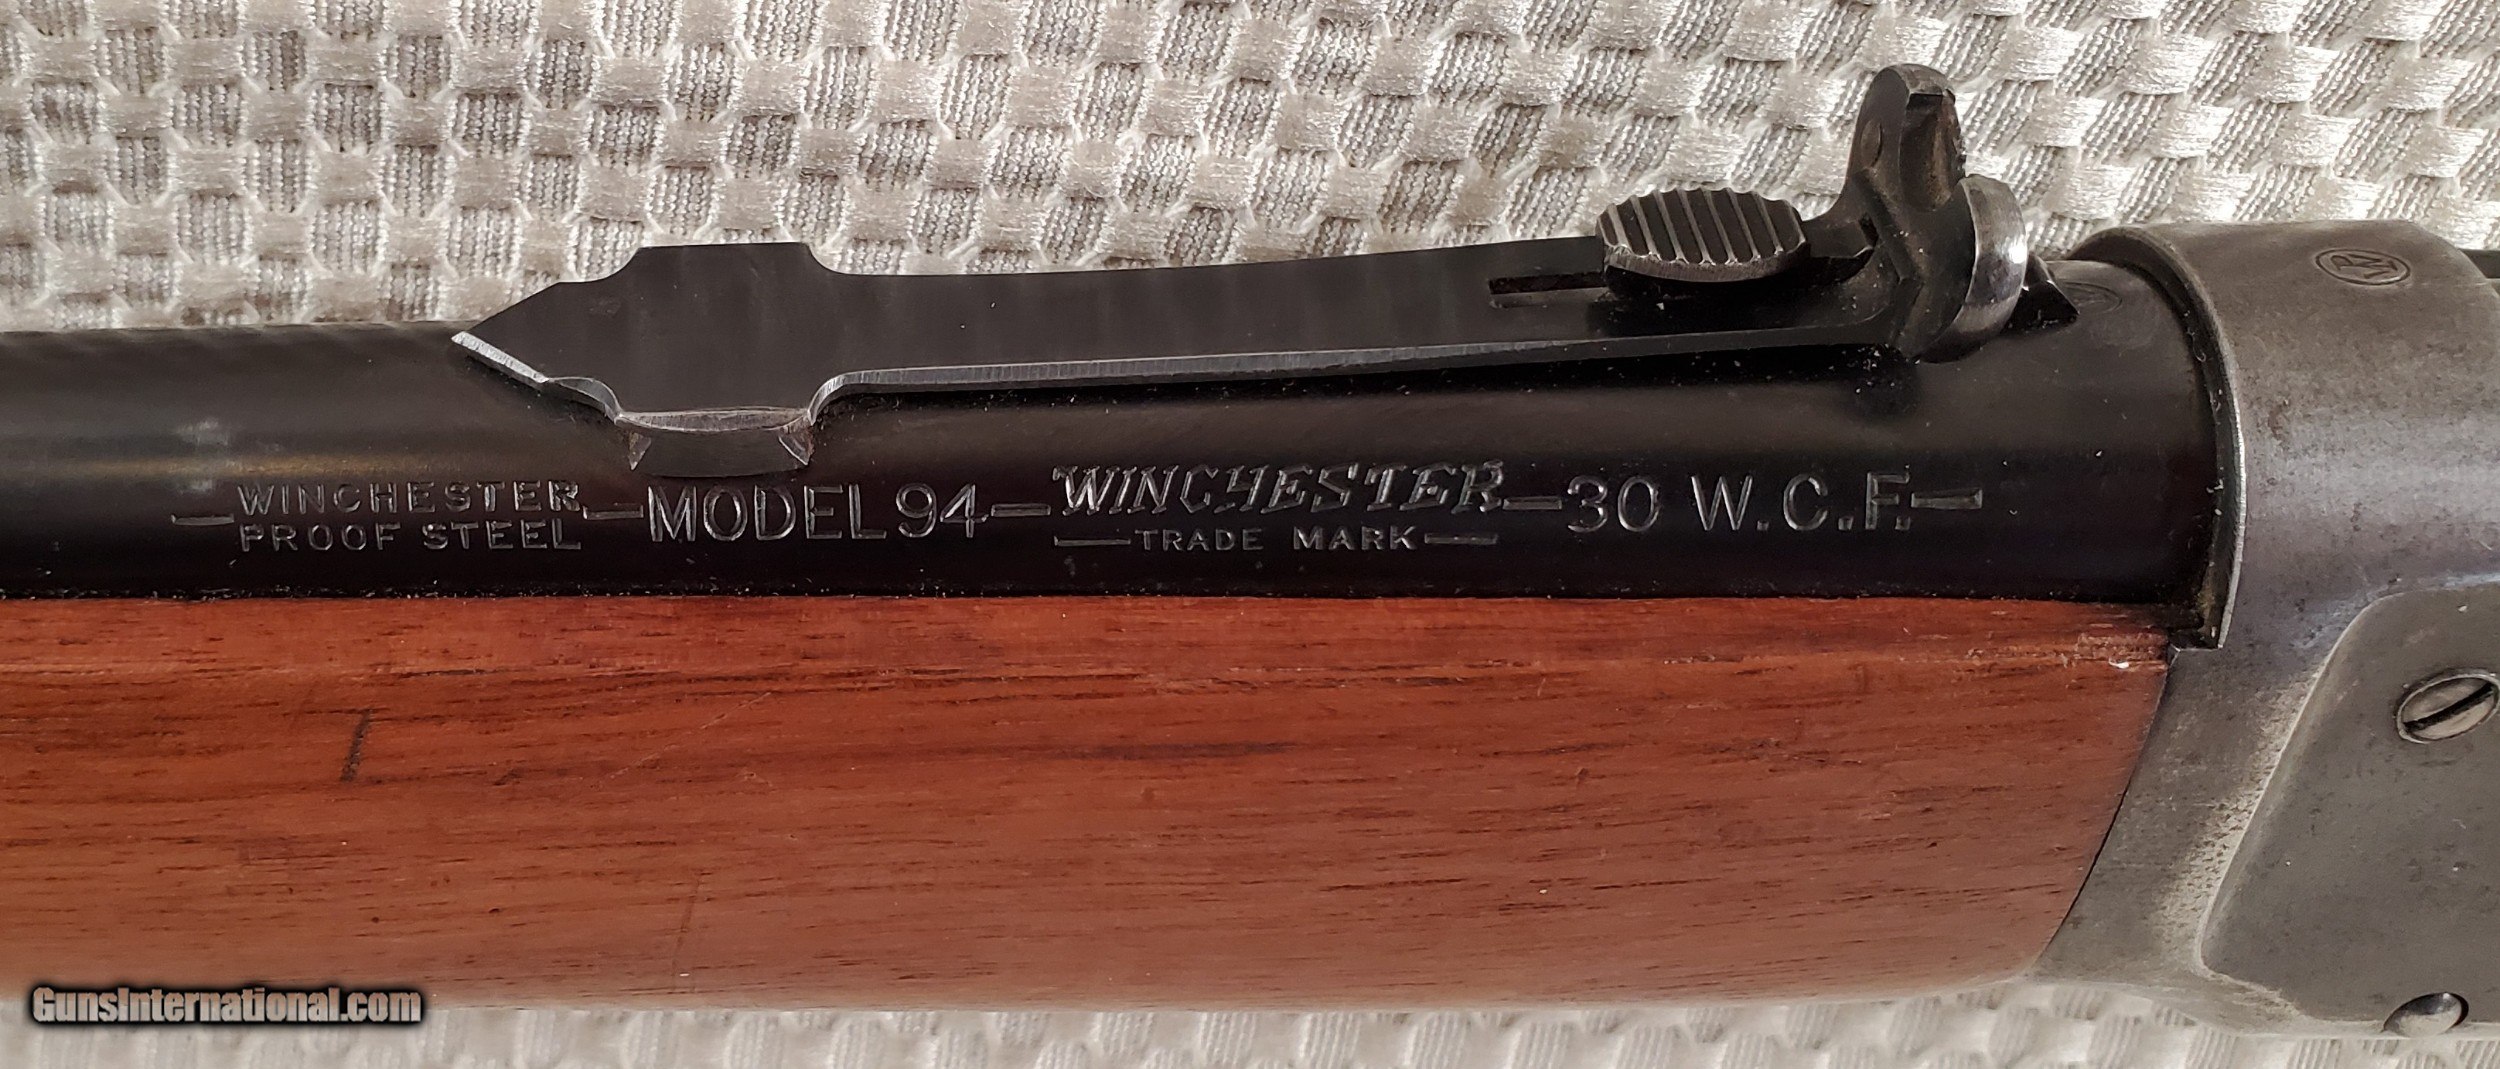 WINCHESTER
PROOF STEEL
—MODEL 94—
WINCHESTER
—TRADE MARK—
—30 W.C.F.—
GunsInternational.com